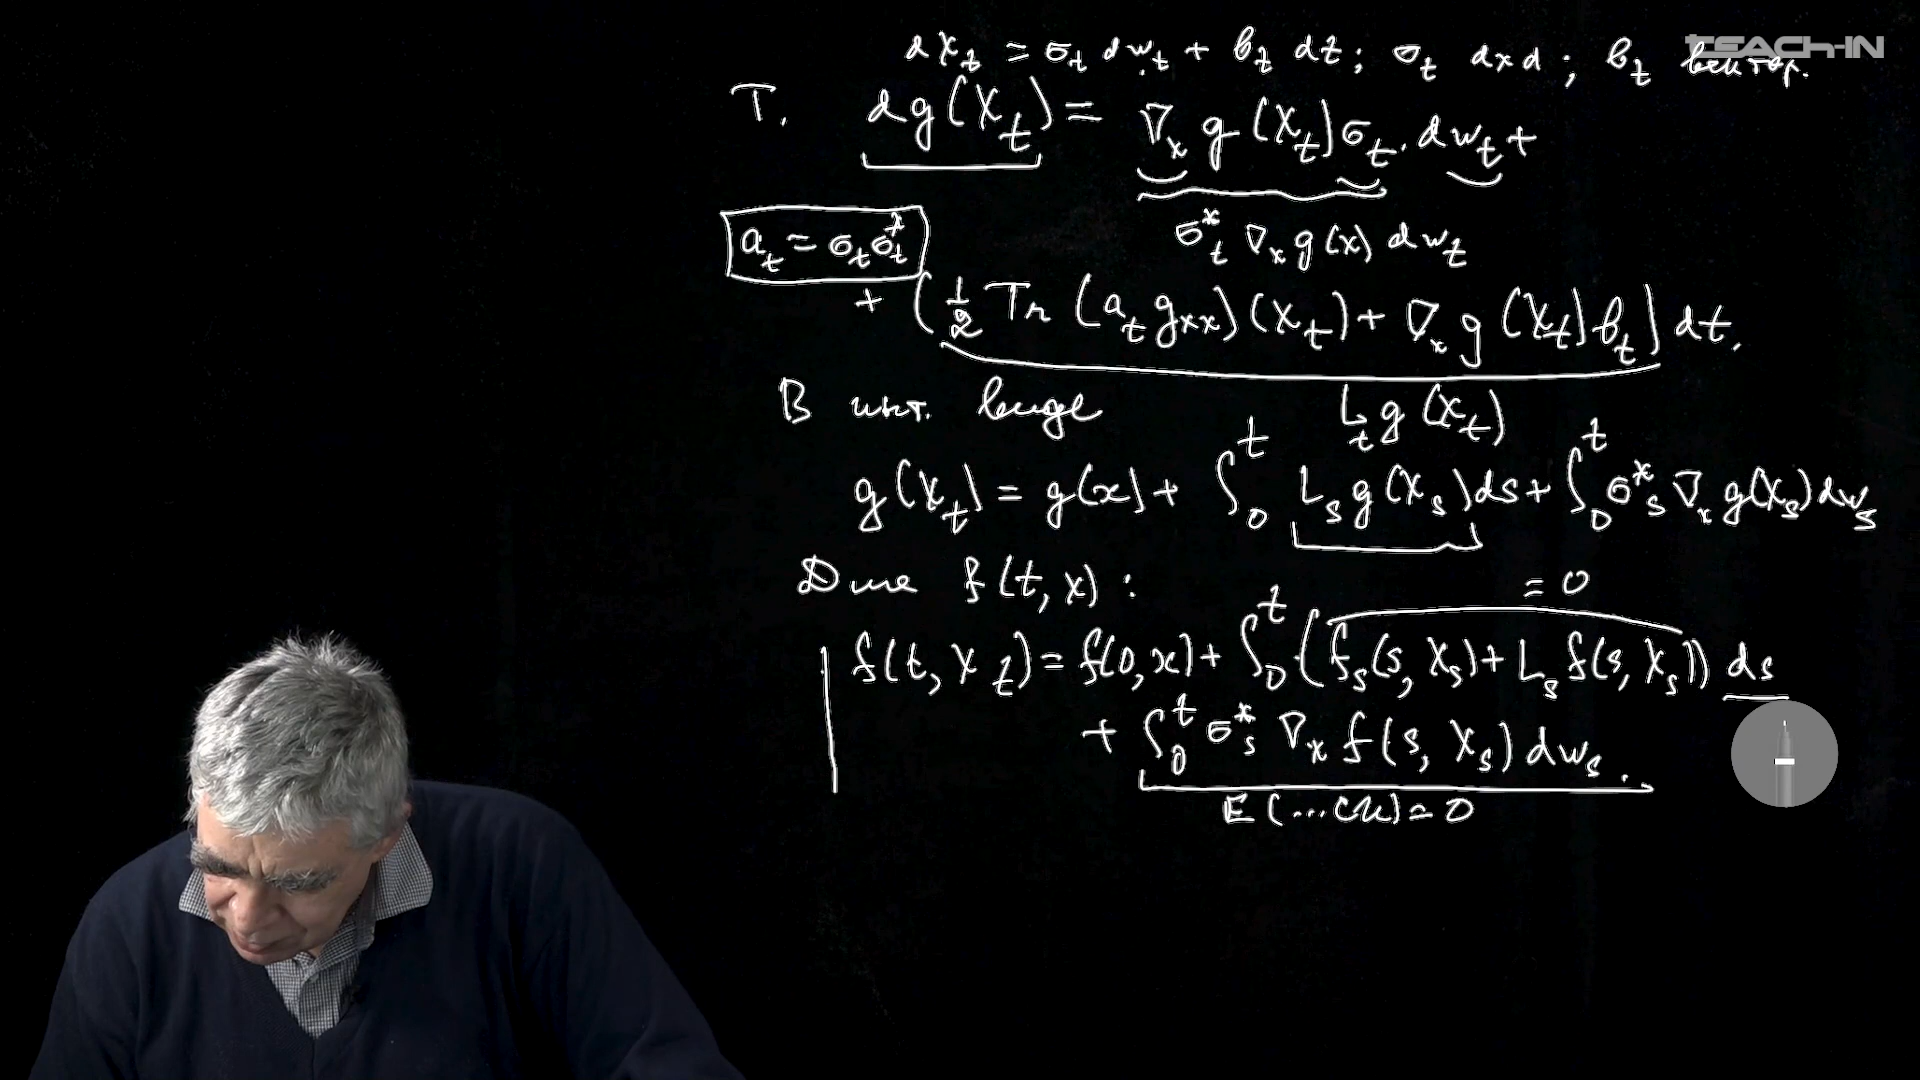 TEACH-IN
dX_t = σ_t dw_t + b_t dt; σ_t d×d; b_t вектор.
T. dg(X_t) = ∇_x g(X_t)σ_t. dw_t +
σ_t^* ∇_x g(x) dw_t
a_t = σ_t σ_t^*
+ (1/2 Tr (a_t g_xx)(X_t) + ∇_x g(X_t) b_t) dt.
L_t g(X_t)
В инт. виде
g(X_t) = g(x) + ∫_0^t L_s g(X_s) ds + ∫_0^t σ_s^* ∇_x g(X_s) dw_s
Для f(t,x): = 0
f(t, X_t) = f(0,x) + ∫_0^t (f_s(s, X_s) + L_s f(s, X_s)) ds
+ ∫_0^t σ_s^* ∇_x f(s, X_s) dw_s.
E(...си) = 0